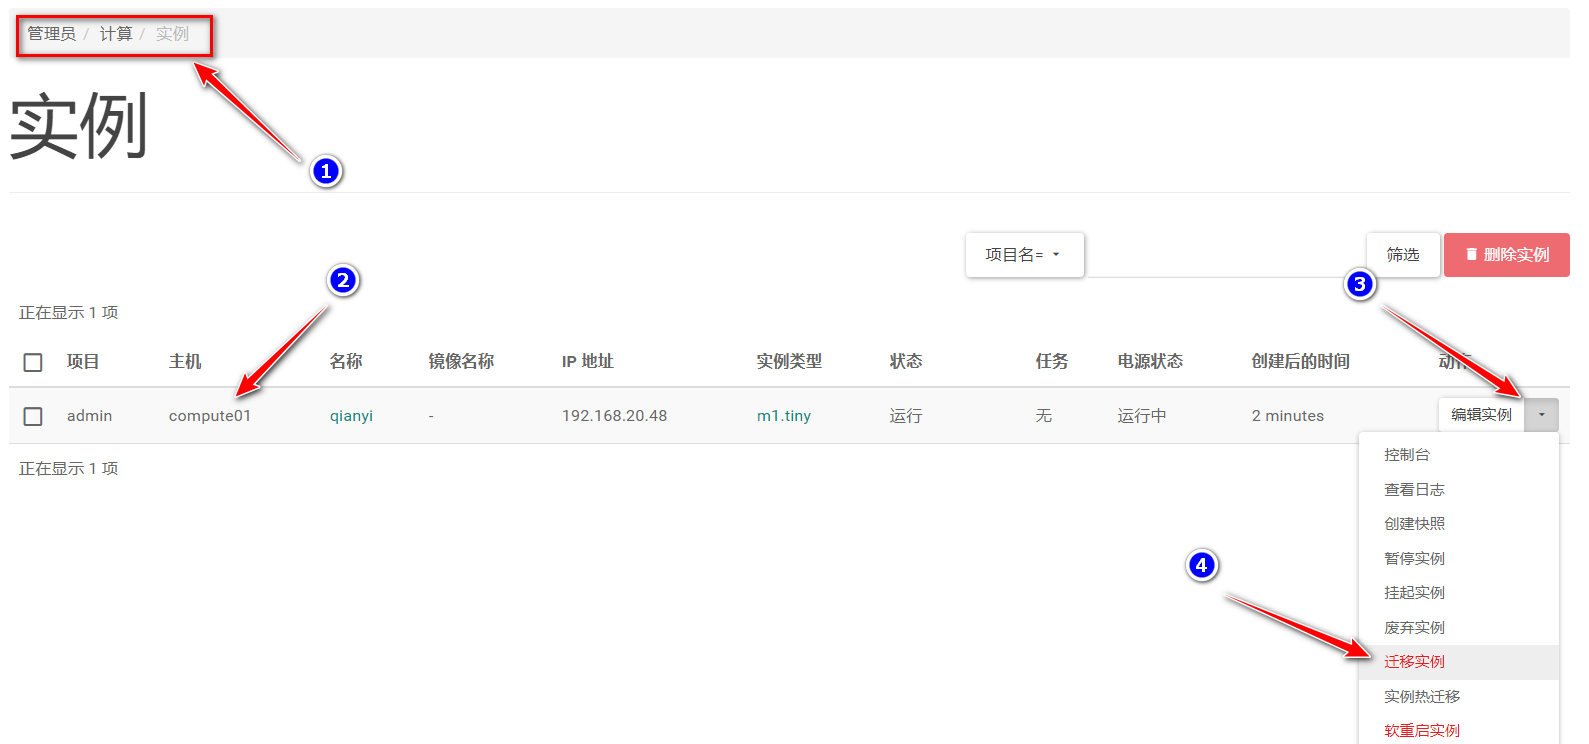 管理员 / 计算 / 实例
实例
1
项目名=
筛选
删除实例
2
3
正在显示 1 项
项目 主机 名称 镜像名称 IP 地址 实例类型 状态 任务 电源状态 创建后的时间 动作
admin compute01 qianyi - 192.168.20.48 m1.tiny 运行 无 运行中 2 minutes 编辑实例
正在显示 1 项
控制台
查看日志
创建快照
暂停实例
4
挂起实例
废弃实例
迁移实例
实例热迁移
软重启实例